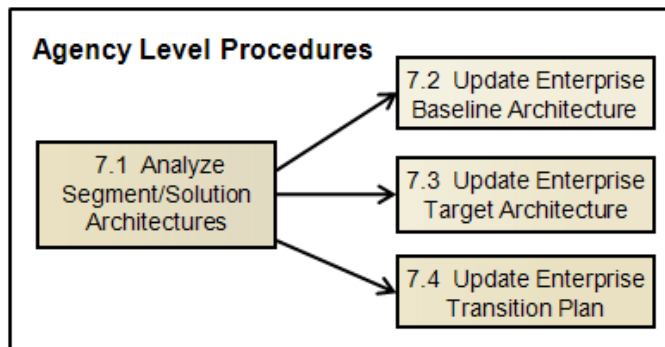 Agency Level Procedures
7.1 Analyze
Segment/Solution
Architectures
7.2 Update Enterprise
Baseline Architecture
7.3 Update Enterprise
Target Architecture
7.4 Update Enterprise
Transition Plan